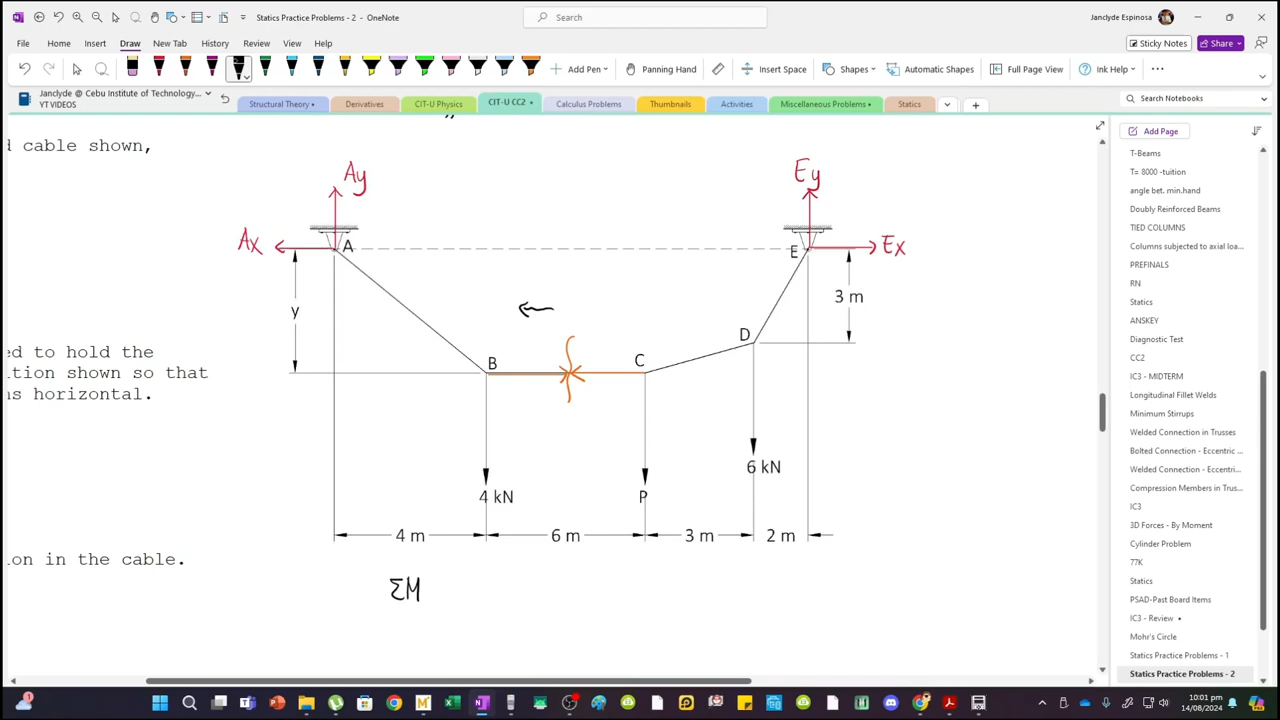 Statics Practice Problems - 2 - OneNote
Search
Janclyde Espinosa
File Home Insert Draw New Tab History Review View Help
Sticky Notes
Share
Add Pen
Panning Hand
Insert Space
Shapes
Automatic Shapes
Full Page View
Ink Help
Janclyde @ Cebu Institute of Technology...
YT VIDEOS
Structural Theory
Derivatives
CIT-U Physics
CIT-U CC2
Calculus Problems
Thumbnails
Activities
Miscellaneous Problems
Statics
Search Notebooks
Add Page
d cable shown,
ed to hold the
ition shown so that
ns horizontal.
ion in the cable.
Ay
Ey
Ax
A
E
Ex
y
3 m
D
B
C
6 kN
4 kN
P
4 m
6 m
3 m
2 m
ΣM
T-Beams
T= 8000 -tuition
angle bet. min.hand
Doubly Reinforced Beams
TIED COLUMNS
Columns subjected to axial loa...
PREFINALS
RN
Statics
ANSKEY
Diagnostic Test
CC2
IC3 - MIDTERM
Longitudinal Fillet Welds
Minimum Stirrups
Welded Connection in Trusses
Bolted Connection - Eccentric ...
Welded Connection - Eccentri...
Compression Members in Trus...
IC3
3D Forces - By Moment
Cylinder Problem
77K
Statics
PSAD-Past Board Items
IC3 - Review
Mohr's Circle
Statics Practice Problems - 1
Statics Practice Problems - 2
1
10:01 pm
14/08/2024